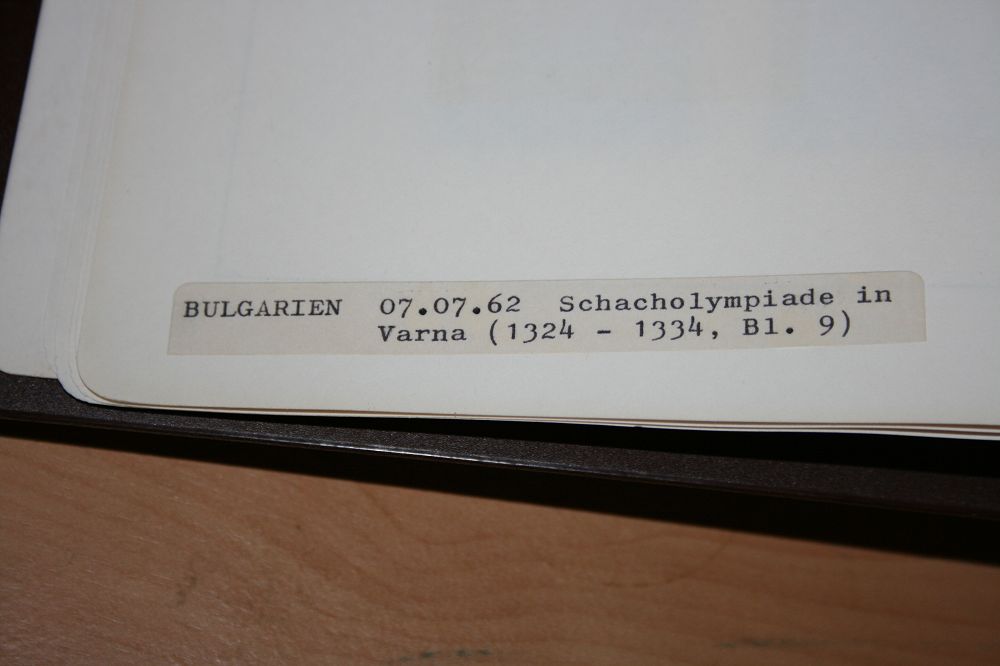 BULGARIEN 07.07.62 Schacholympiade in
Varna (1324 - 1334, Bl. 9)